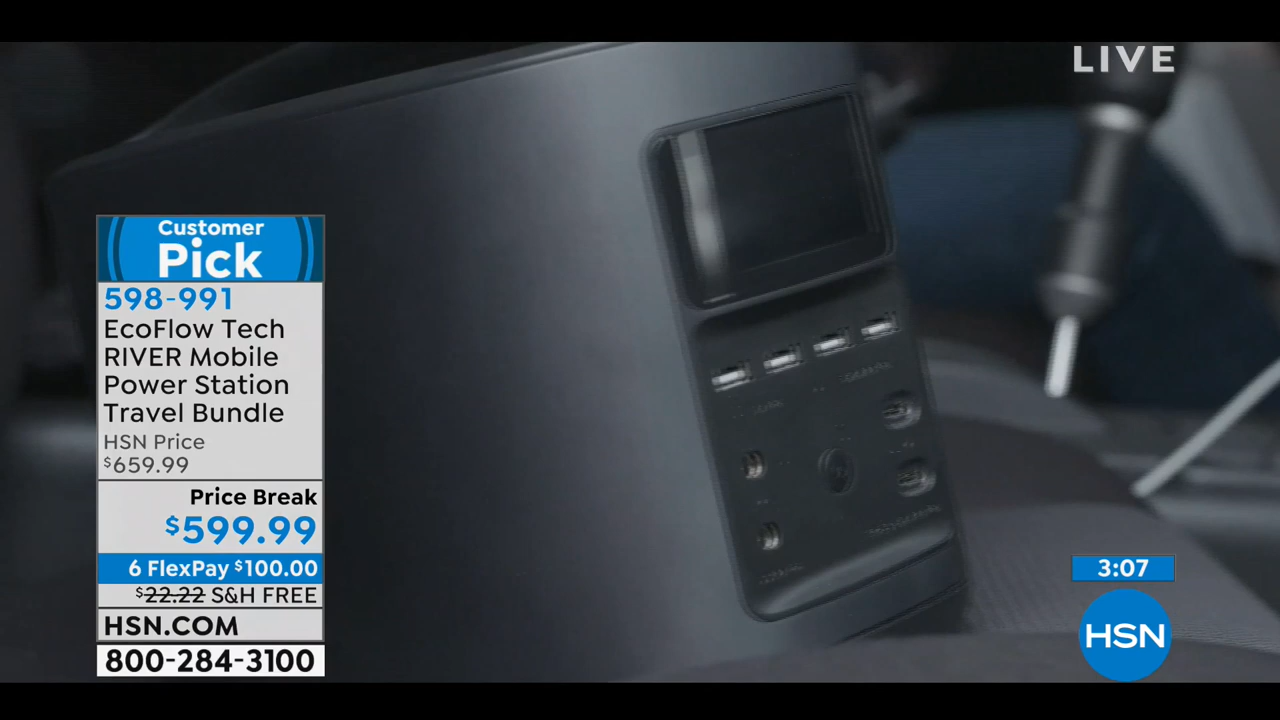 LIVE
Customer
Pick
598-991
EcoFlow Tech
RIVER Mobile
Power Station
Travel Bundle
HSN Price
$659.99
Price Break
$599.99
6 FlexPay $100.00
$22.22 S&H FREE
HSN.COM
800-284-3100
3:07
HSN